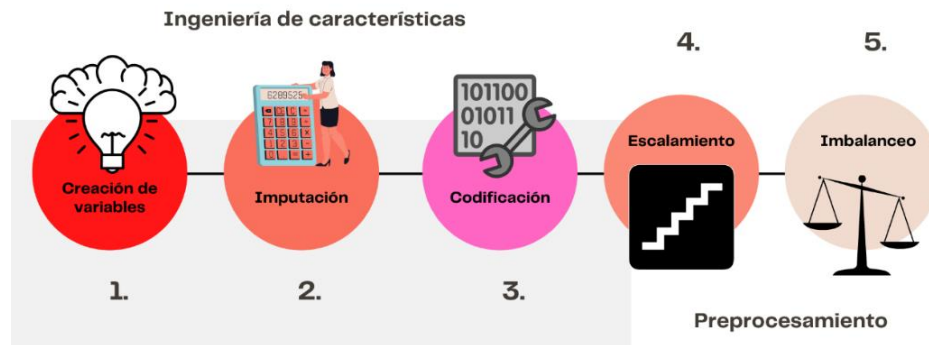 Ingeniería de características
4.
5.
6289525
101100
01011
10
Escalamiento
Imbalanceo
Creación de
variables
Imputación
Codificación
1.
2.
3.
Preprocesamiento